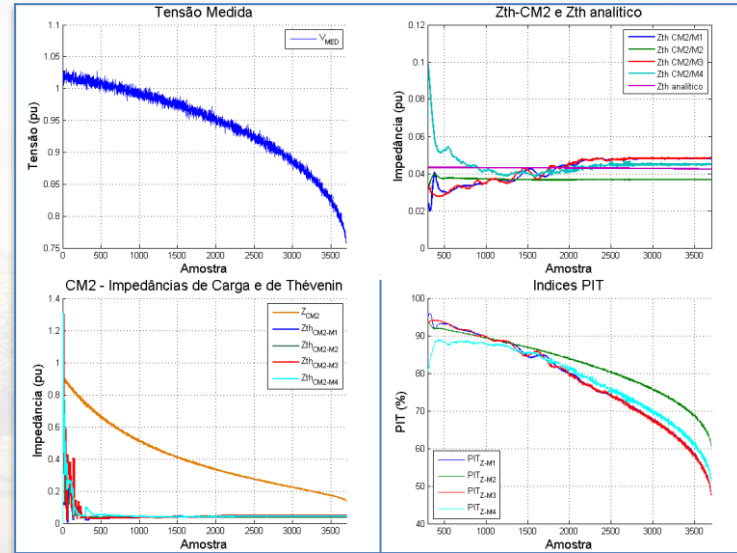 Tensão Medida
V_MED
1.1
1.05
1
0.95
0.9
0.85
0.8
0.75
0 500 1000 1500 2000 2500 3000 3500
Tensão (pu)
Amostra
Zth-CM2 e Zth analítico
Zth CM2/M1
Zth CM2/M2
Zth CM2/M3
Zth CM2/M4
Zth analítico
0.12
0.1
0.08
0.06
0.04
0.02
0
500 1000 1500 2000 2500 3000 3500
Impedância (pu)
Amostra
CM2 - Impedâncias de Carga e de Thévenin
Z_CM2
Zth_CM2-M1
Zth_CM2-M2
Zth_CM2-M3
Zth_CM2-M4
1.4
1.2
1
0.8
0.6
0.4
0.2
0
0 500 1000 1500 2000 2500 3000 3500
Impedância (pu)
Amostra
Indices PIT
PIT_Z-M1
PIT_Z-M2
PIT_Z-M3
PIT_Z-M4
100
90
80
70
60
50
40
500 1000 1500 2000 2500 3000 3500
PIT (%)
Amostra